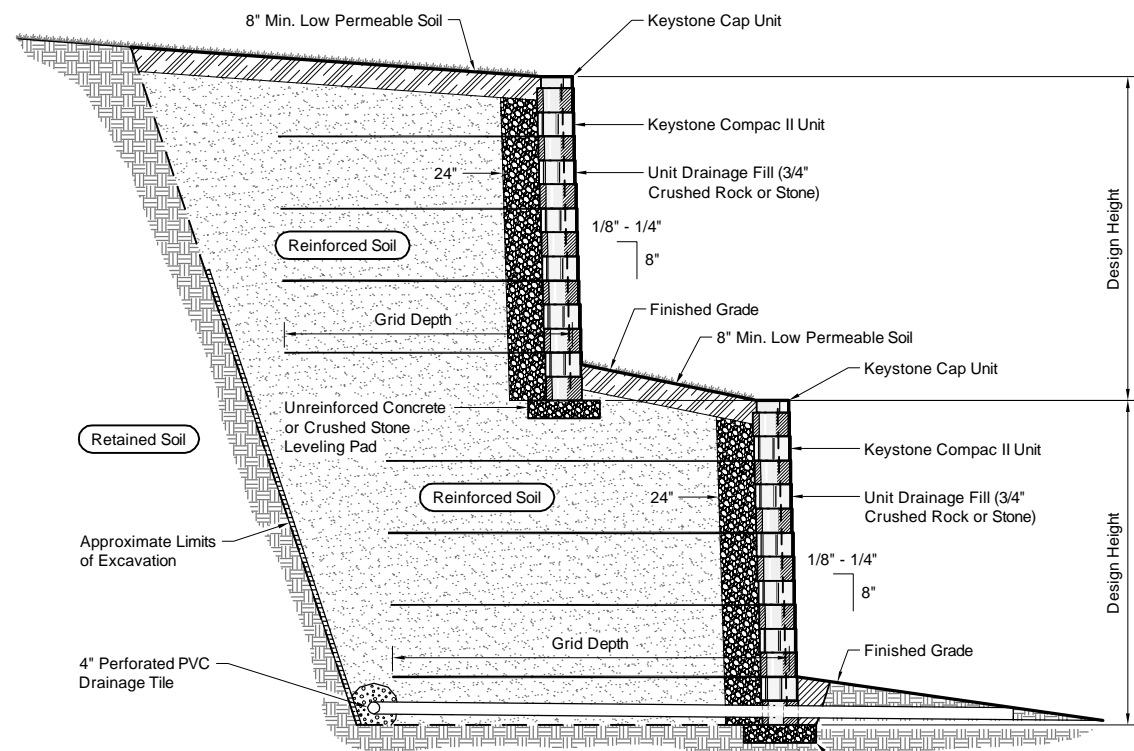 8" Min. Low Permeable Soil
Keystone Cap Unit
Keystone Compac II Unit
24"
Unit Drainage Fill (3/4"
Crushed Rock or Stone)
Design Height
1/8" - 1/4"
8"
Reinforced Soil
Finished Grade
Grid Depth
8" Min. Low Permeable Soil
Keystone Cap Unit
Unreinforced Concrete
or Crushed Stone
Leveling Pad
Retained Soil
Keystone Compac II Unit
Reinforced Soil
24"
Unit Drainage Fill (3/4"
Crushed Rock or Stone)
Approximate Limits
of Excavation
1/8" - 1/4"
8"
Design Height
Grid Depth
Finished Grade
4" Perforated PVC
Drainage Tile